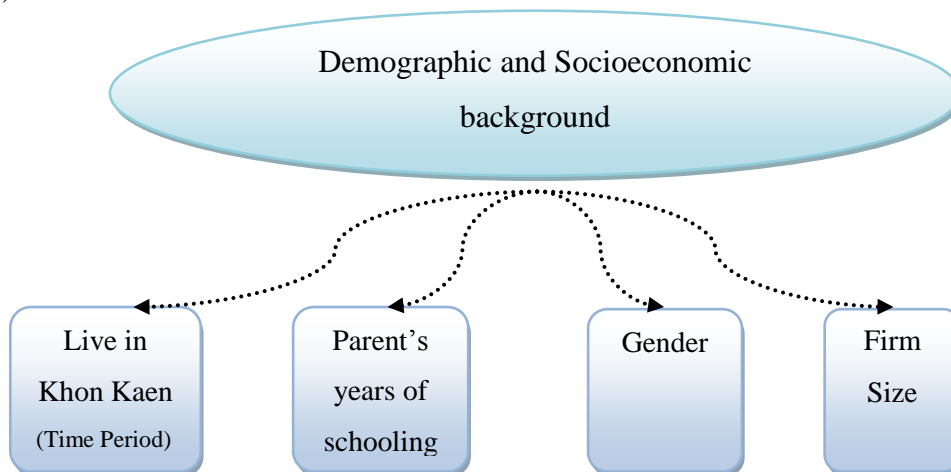 Demographic and Socioeconomic
background
Live in
Khon Kaen
(Time Period)
Parent’s
years of
schooling
Gender
Firm
Size